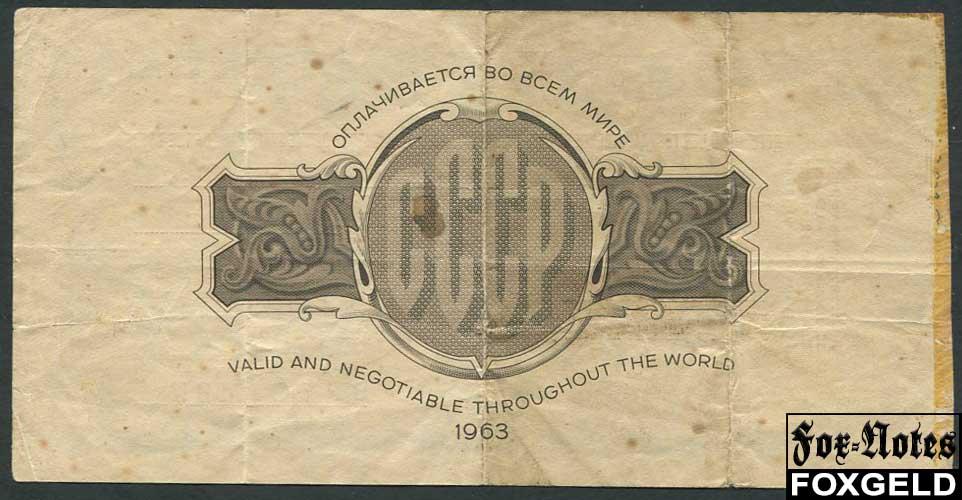 ОПЛАЧИВАЕТСЯ ВО ВСЕМ МИРЕ
СССР
VALID AND NEGOTIABLE THROUGHOUT THE WORLD
1963
Fox-Notes
FOXGELD